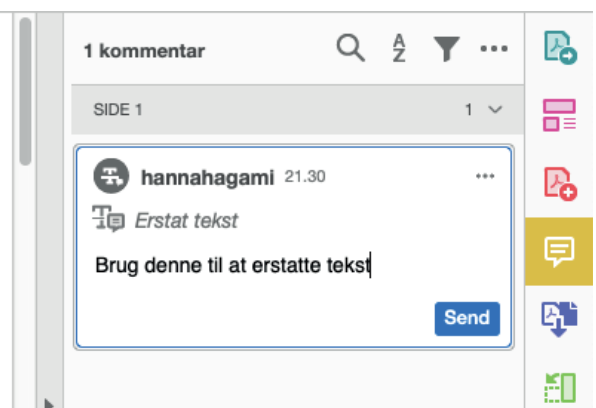 1 kommentar
SIDE 1 1
hannahagami 21.30
Erstat tekst
Brug denne til at erstatte tekst
Send